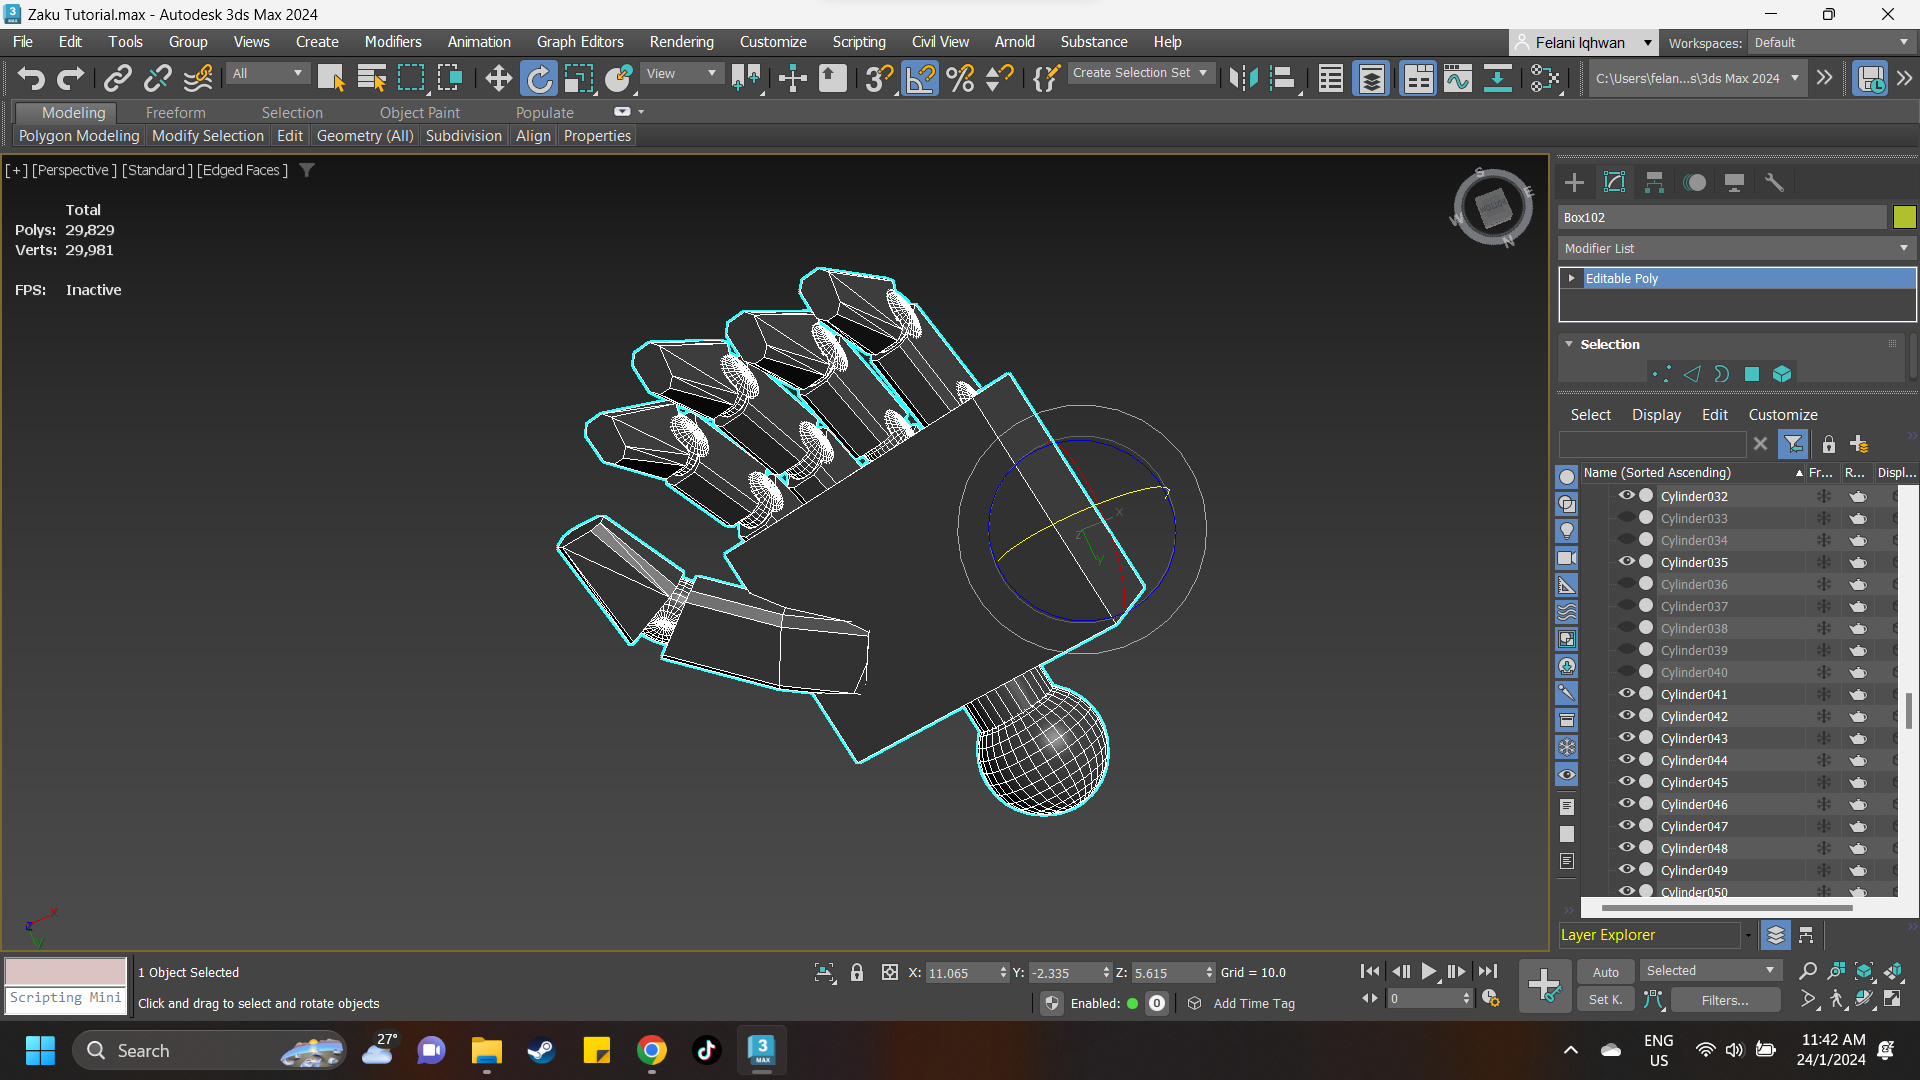 Zaku Tutorial.max - Autodesk 3ds Max 2024
File Edit Tools Group Views Create Modifiers Animation Graph Editors Rendering Customize Scripting Civil View Arnold Substance Help
Felani Iqhwan
Workspaces: Default
All
View
Create Selection Set
C:\Users\felan...s\3ds Max 2024
Modeling Freeform Selection Object Paint Populate
Polygon Modeling Modify Selection Edit Geometry (All) Subdivision Align Properties
[+] [Perspective] [Standard] [Edged Faces]
Total
Polys: 29,829
Verts: 29,981
FPS: Inactive
S
E
W
N
BOTTOM
x
z
y
Box102
Modifier List
Editable Poly
Selection
Select Display Edit Customize
Name (Sorted Ascending) Fr... R... Displ...
Cylinder032
Cylinder033
Cylinder034
Cylinder035
Cylinder036
Cylinder037
Cylinder038
Cylinder039
Cylinder040
Cylinder041
Cylinder042
Cylinder043
Cylinder044
Cylinder045
Cylinder046
Cylinder047
Cylinder048
Cylinder049
Cylinder050
Layer Explorer
x
z
y
1 Object Selected
X: 11.065 Y: -2.335 Z: 5.615 Grid = 10.0
Scripting Mini
Click and drag to select and rotate objects
Enabled: 0 Add Time Tag
0
Auto Selected
Set K. Filters...
Search
27°
3
MAX
ENG
US
11:42 AM
24/1/2024